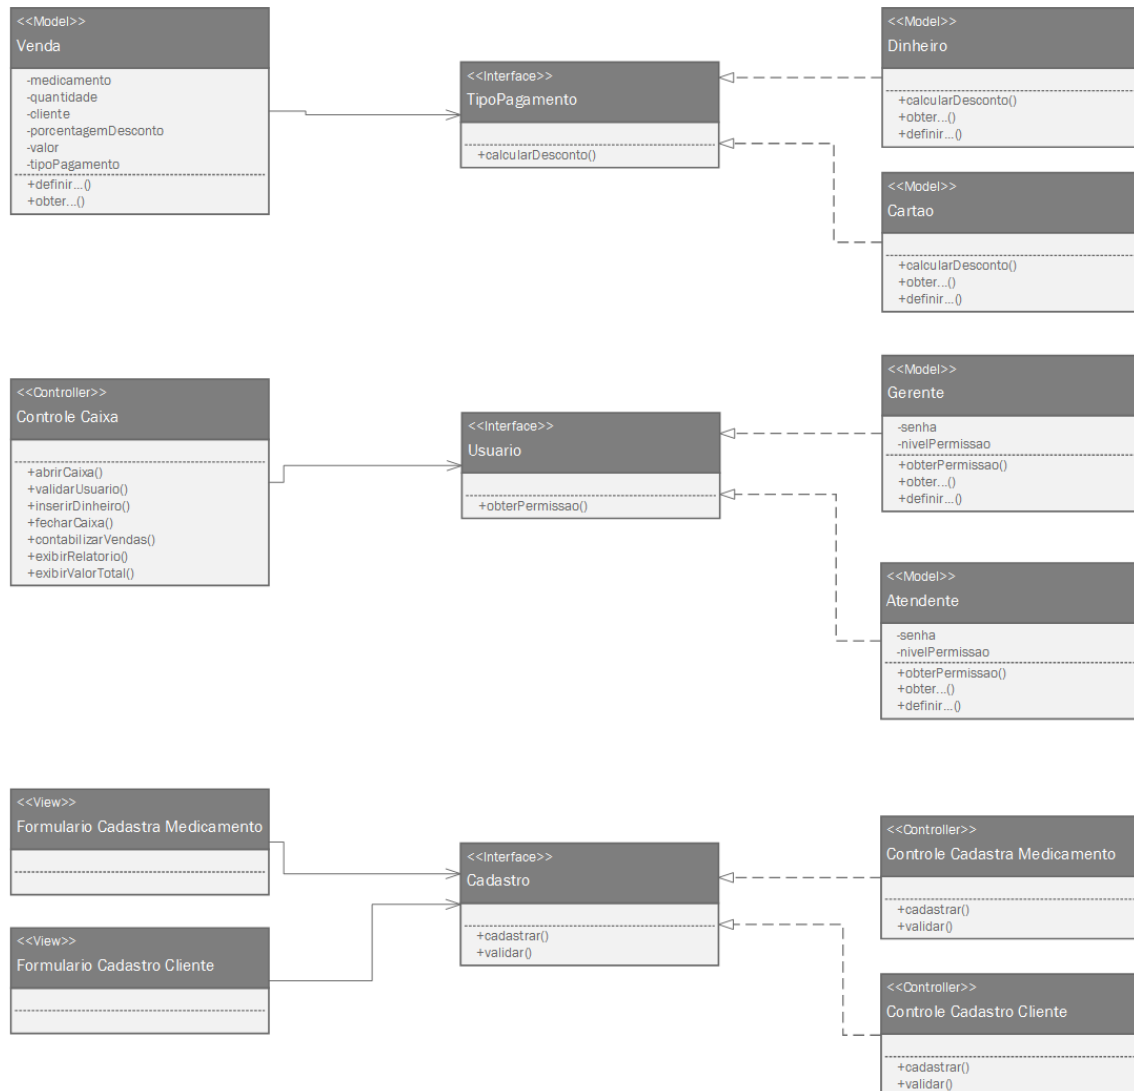 <<Model>>
Venda
-medicamento
-quantidade
-cliente
-porcentagemDesconto
-valor
-tipoPagamento
+definir...()
+obter...()
<<Interface>>
TipoPagamento
+calcularDesconto()
<<Model>>
Dinheiro
+calcularDesconto()
+obter...()
+definir...()
<<Model>>
Cartao
+calcularDesconto()
+obter...()
+definir...()
<<Controller>>
Controle Caixa
+abrirCaixa()
+validarUsuario()
+inserirDinheiro()
+fecharCaixa()
+contabilizarVendas()
+exibirRelatorio()
+exibirValorTotal()
<<Interface>>
Usuario
+obterPermissao()
<<Model>>
Gerente
-senha
-nivelPermissao
+obterPermissao()
+obter...()
+definir...()
<<Model>>
Atendente
-senha
-nivelPermissao
+obterPermissao()
+obter...()
+definir...()
<<View>>
Formulario Cadastra Medicamento
<<View>>
Formulario Cadastro Cliente
<<Interface>>
Cadastro
+cadastrar()
+validar()
<<Controller>>
Controle Cadastra Medicamento
+cadastrar()
+validar()
<<Controller>>
Controle Cadastro Cliente
+cadastrar()
+validar()